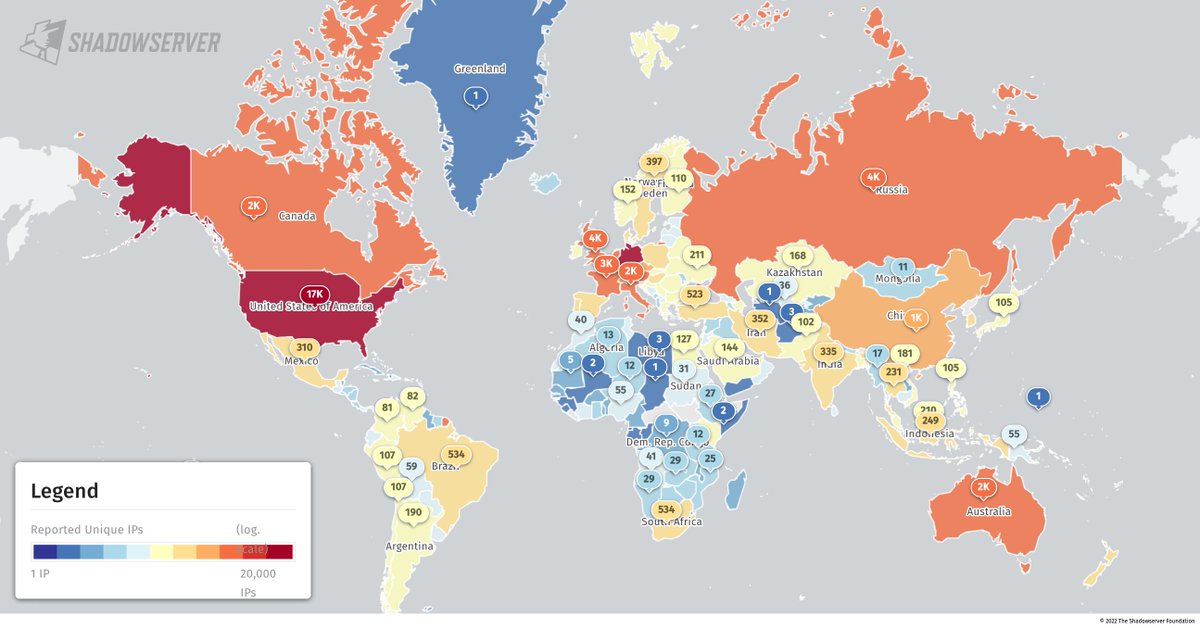 SHADOWSERVER
Greenland
1
397
110
152
Russia
4K
2K
Canada
4K
3K
2K
211
168
Kazakhstan
11
Mongolia
36
1
17K
United States of America
523
3
102
352
Iran
105
1K
40
13
Algeria
3
Libya
127
310
Mexico
144
Saudi Arabia
335
India
17
181
231
105
5
2
12
1
31
Sudan
55
27
2
1
82
81
210
249
Indonesia
55
9
12
Dem. Rep. Congo
107
59
534
Brazil
41
29
25
107
29
2K
Australia
190
534
South Africa
Argentina
Legend
Reported Unique IPs
(log.
scale)
1 IP
20,000
IPs
© 2022 The Shadowserver Foundation